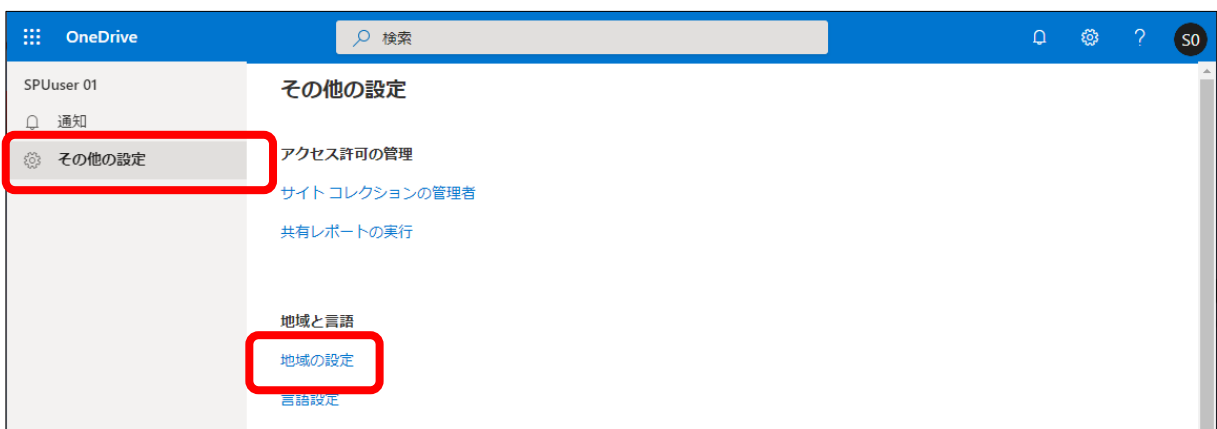 OneDrive
検索
S0
SPUuser 01
通知
その他の設定
その他の設定
アクセス許可の管理
サイト コレクションの管理者
共有レポートの実行
地域と言語
地域の設定
言語設定